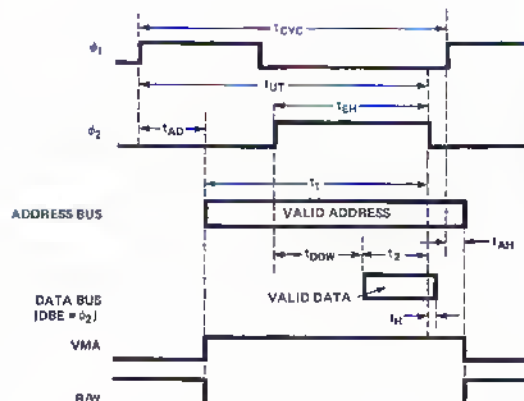 tCYC
ϕ1
tUT
tEH
ϕ2
tAD
t1
ADDRESS BUS
VALID ADDRESS
tAH
tDDW
t2
DATA BUS
(DBE = ϕ2)
VALID DATA
tH
VMA
R/W